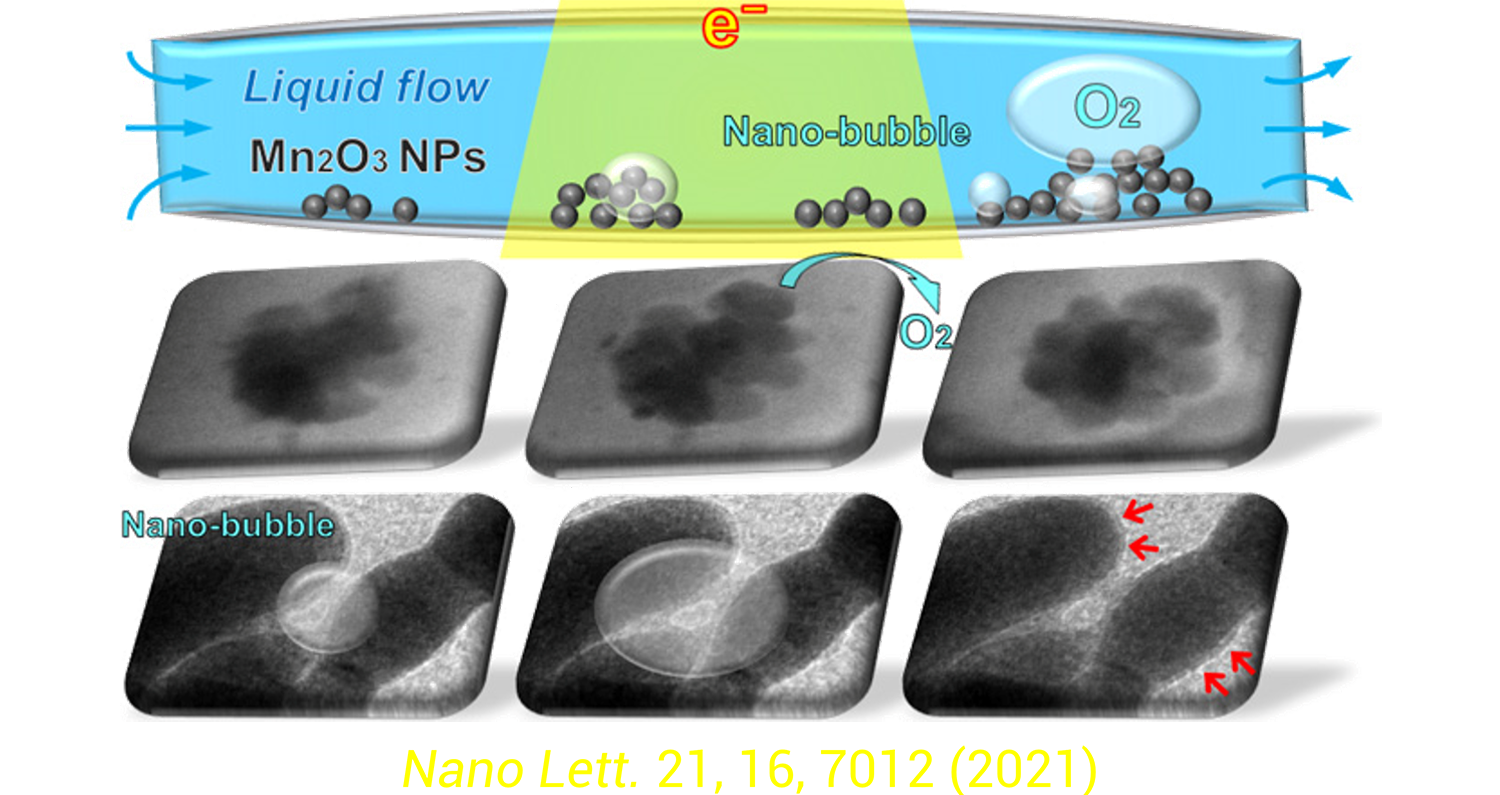 e⁻
Liquid flow
Mn₂O₃ NPs
Nano-bubble
O₂
O₂
Nano-bubble
Nano Lett. 21, 16, 7012 (2021)